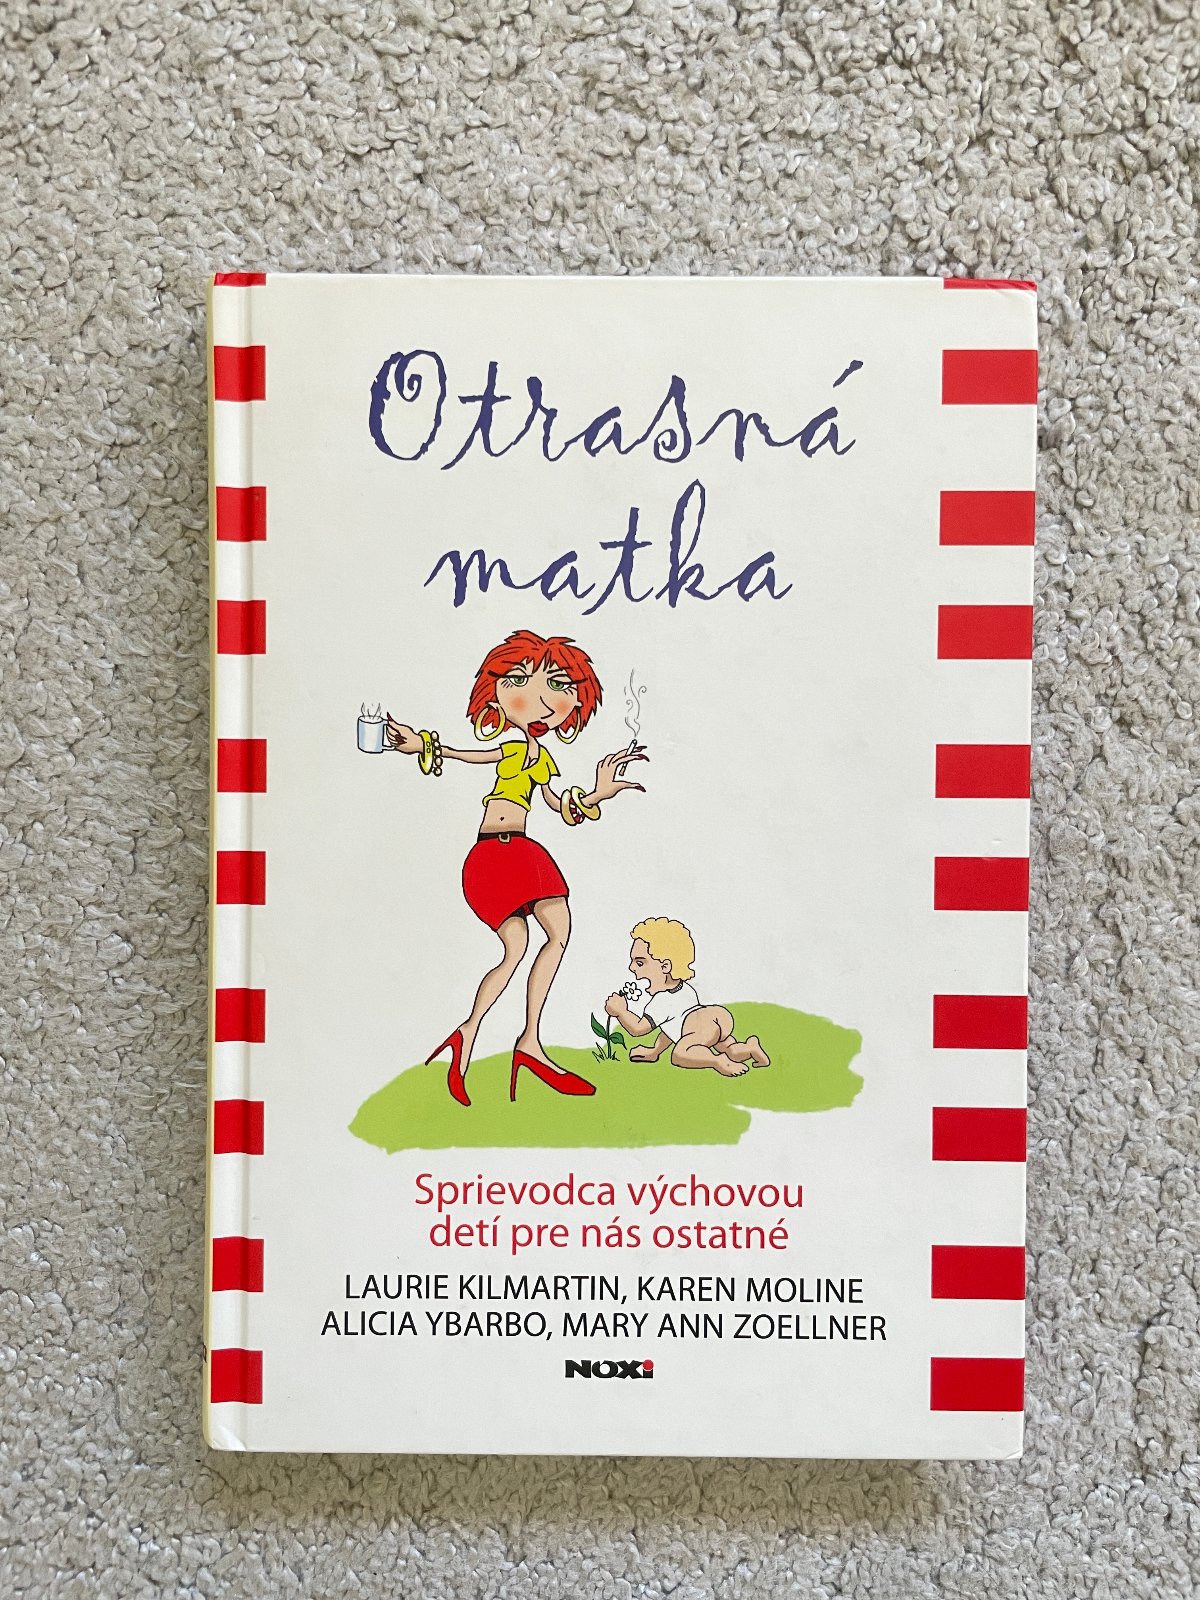 Otrasná
matka
Sprievodca výchovou
detí pre nás ostatné
LAURIE KILMARTIN, KAREN MOLINE
ALICIA YBARBO, MARY ANN ZOELLNER
NOXi